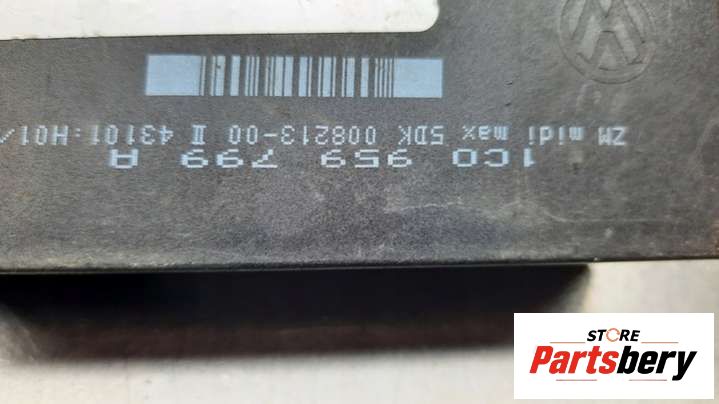 1C0 959 799 A
ZM midi max 5DK 008213-00 II 43101:H01/
STORE
Partsbery